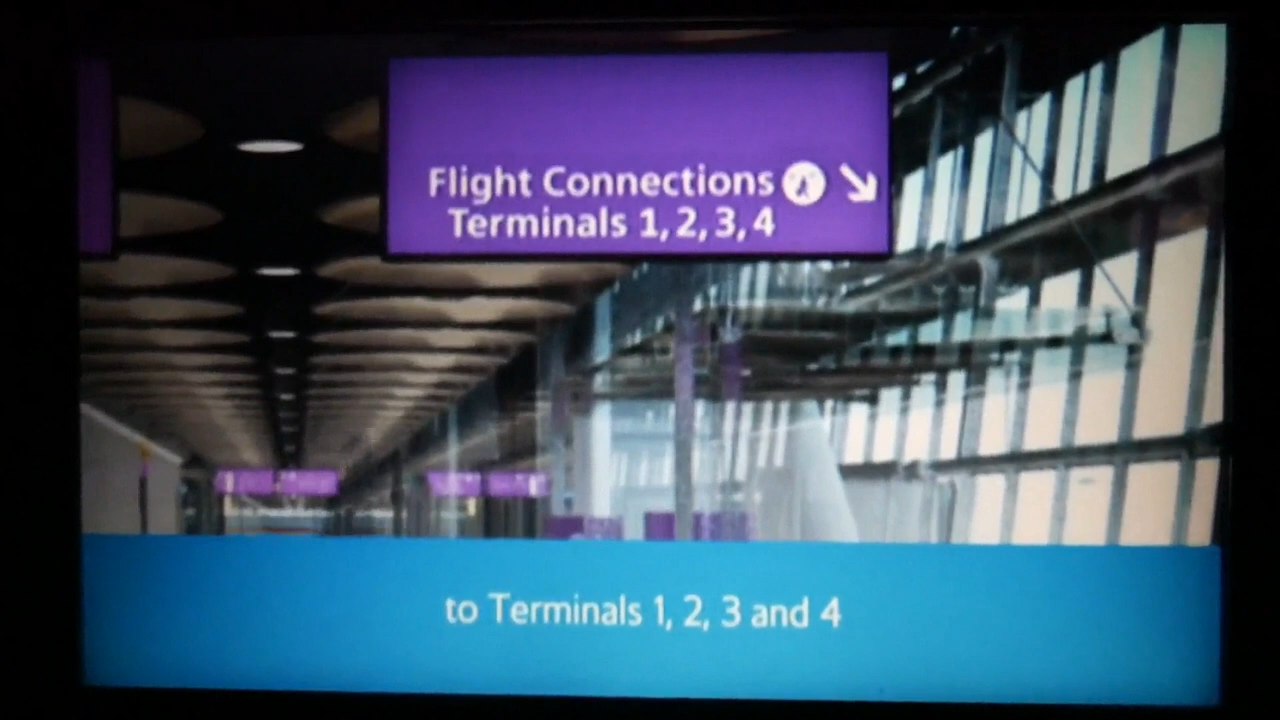 Flight Connections
Terminals 1, 2, 3, 4
to Terminals 1, 2, 3 and 4